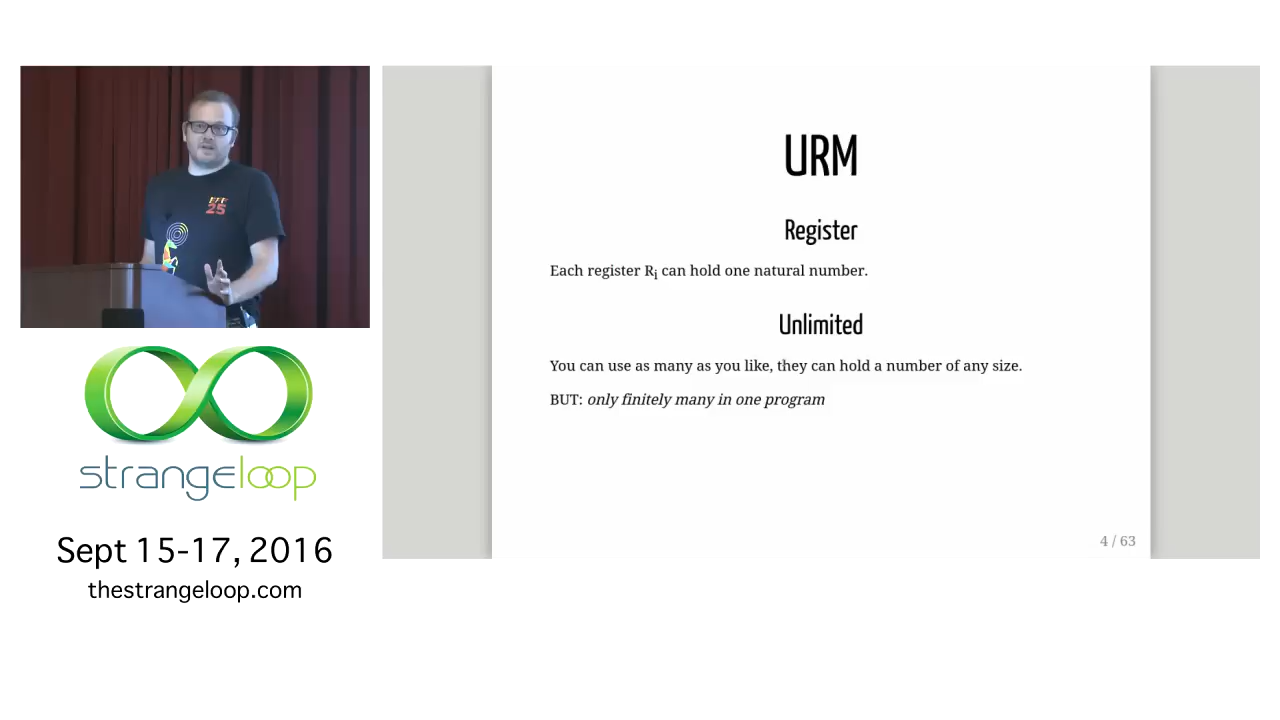 URM
Register
Each register Ri can hold one natural number.
Unlimited
You can use as many as you like, they can hold a number of any size.
BUT: only finitely many in one program
4 / 63
25
strangeloop
Sept 15-17, 2016
thestrangeloop.com